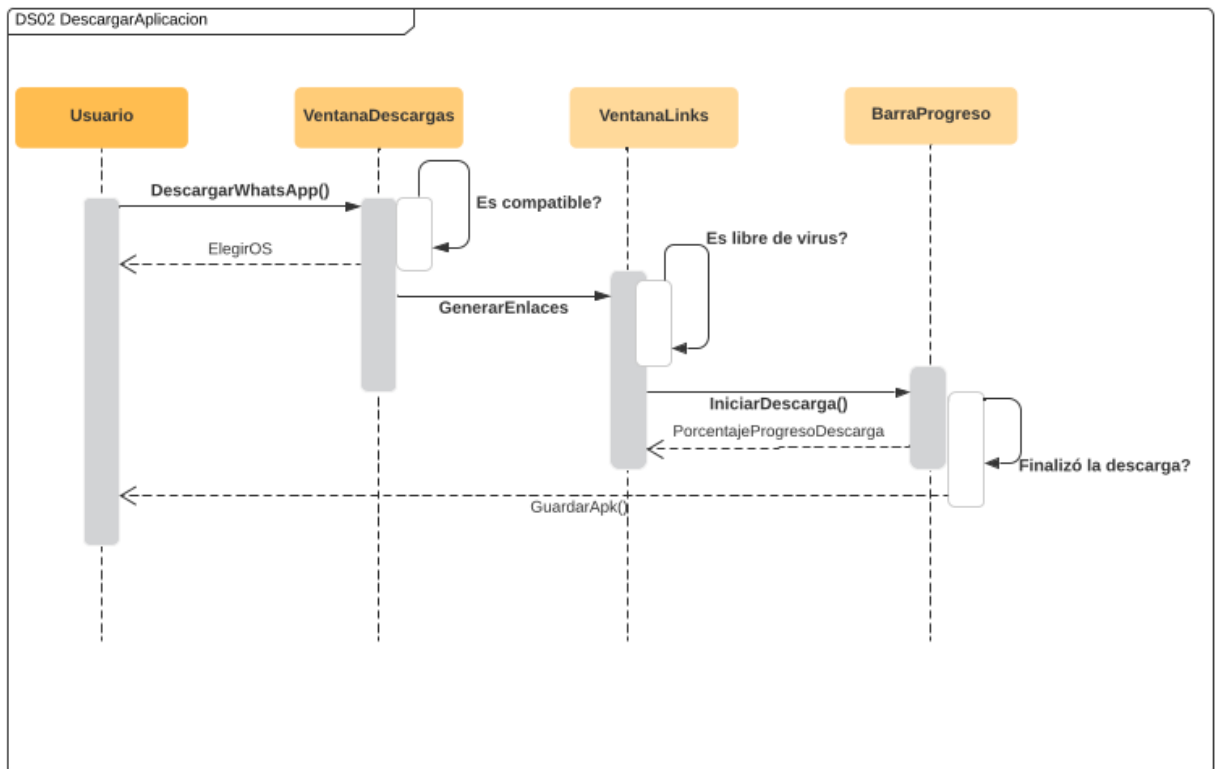 DS02 DescargarAplicacion
Usuario
VentanaDescargas
VentanaLinks
BarraProgreso
DescargarWhatsApp()
Es compatible?
ElegirOS
Es libre de virus?
GenerarEnlaces
IniciarDescarga()
PorcentajeProgresoDescarga
Finalizó la descarga?
GuardarApk()